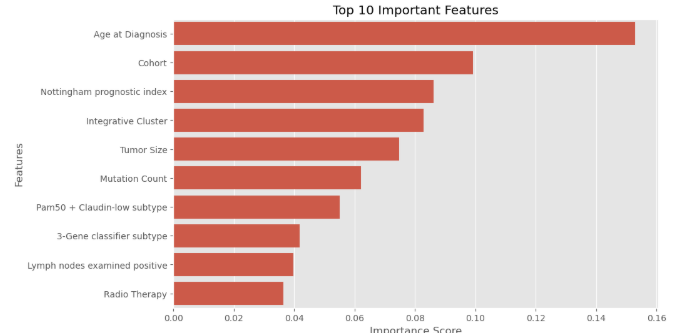 Top 10 Important Features
Age at Diagnosis
Cohort
Nottingham prognostic index
Integrative Cluster
Tumor Size
Mutation Count
Pam50 + Claudin-low subtype
3-Gene classifier subtype
Lymph nodes examined positive
Radio Therapy
Features
0.00 0.02 0.04 0.06 0.08 0.10 0.12 0.14 0.16
Importance Score